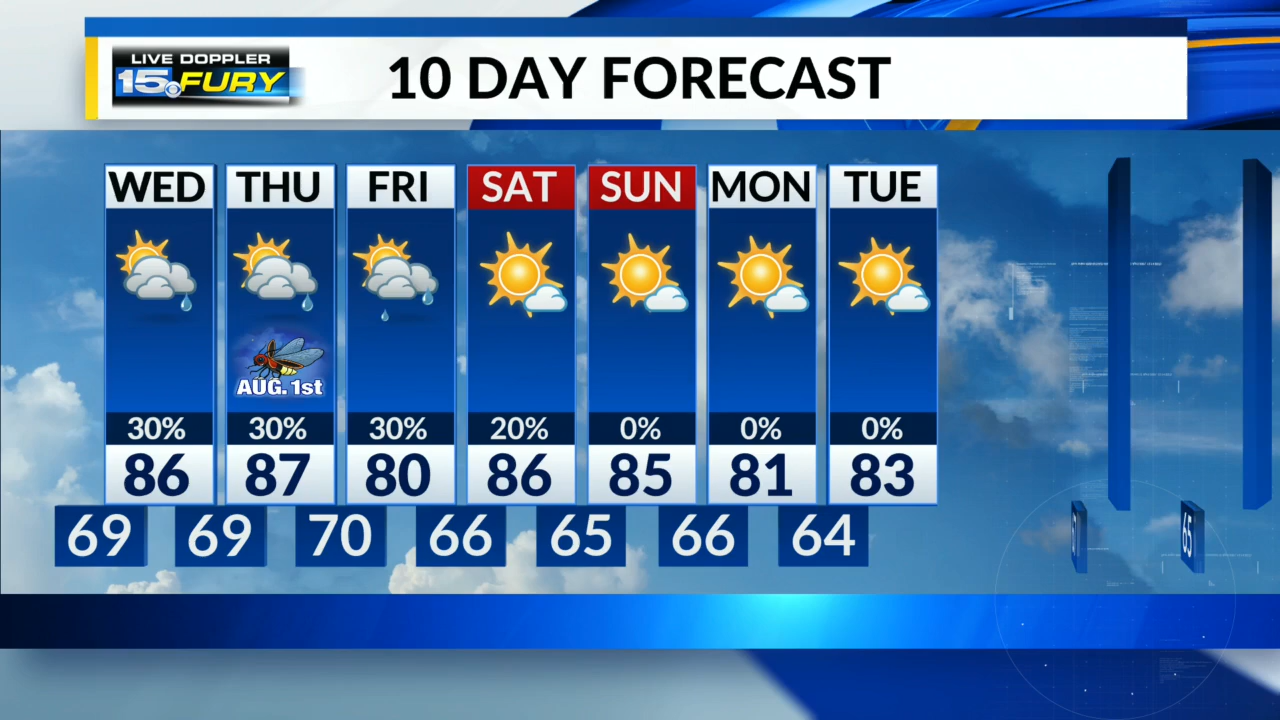 LIVE DOPPLER
15 FURY
10 DAY FORECAST
WED THU FRI SAT SUN MON TUE
AUG. 1st
30% 30% 30% 20% 0% 0% 0%
86 87 80 86 85 81 83
69 69 70 66 65 66 64
65